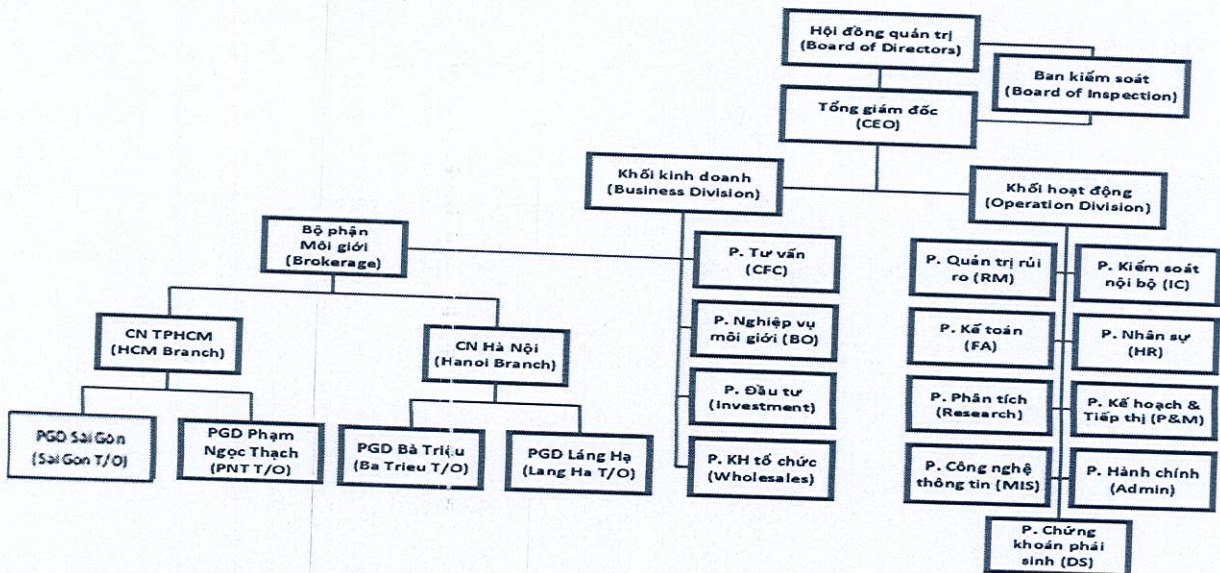 Hội đồng quản trị
(Board of Directors)
Ban kiểm soát
(Board of Inspection)
Tổng giám đốc
(CEO)
Khối kinh doanh
(Business Division)
Khối hoạt động
(Operation Division)
Bộ phận
Môi giới
(Brokerage)
P. Tư vấn
(CFC)
P. Quản trị rủi
ro (RM)
P. Kiểm soát
nội bộ (IC)
CN TPHCM
(HCM Branch)
CN Hà Nội
(Hanoi Branch)
P. Nghiệp vụ
môi giới (BO)
P. Kế toán
(FA)
P. Nhân sự
(HR)
P. Đầu tư
(Investment)
P. Phân tích
(Research)
P. Kế hoạch &
Tiếp thị (P&M)
PGD Sài Gòn
(Sai Gon T/O)
PGD Phạm
Ngọc Thạch
(PNT T/O)
PGD Bà Triệu
(Ba Trieu T/O)
PGD Láng Hạ
(Lang Ha T/O)
P. KH tổ chức
(Wholesales)
P. Công nghệ
thông tin (MIS)
P. Hành chính
(Admin)
P. Chứng
khoán phái
sinh (DS)